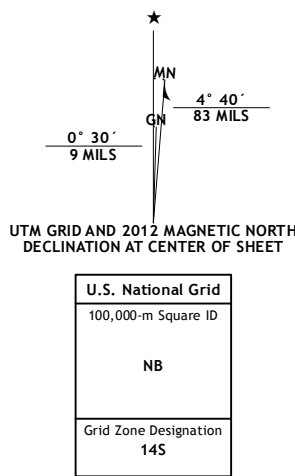 ★
MN
GN
4° 40´
83 MILS
0° 30´
9 MILS
UTM GRID AND 2012 MAGNETIC NORTH
DECLINATION AT CENTER OF SHEET
U.S. National Grid
100,000-m Square ID
NB
Grid Zone Designation
14S